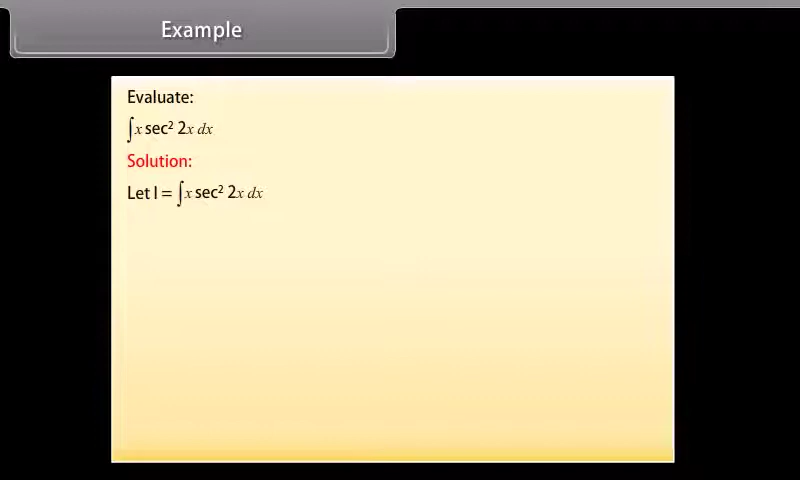 Example
Evaluate:
∫x sec² 2x dx
Solution:
Let I = ∫x sec² 2x dx